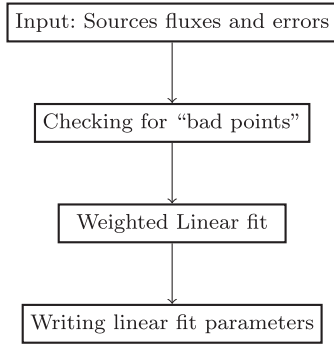 Input: Sources fluxes and errors
Checking for “bad points”
Weighted Linear fit
Writing linear fit parameters